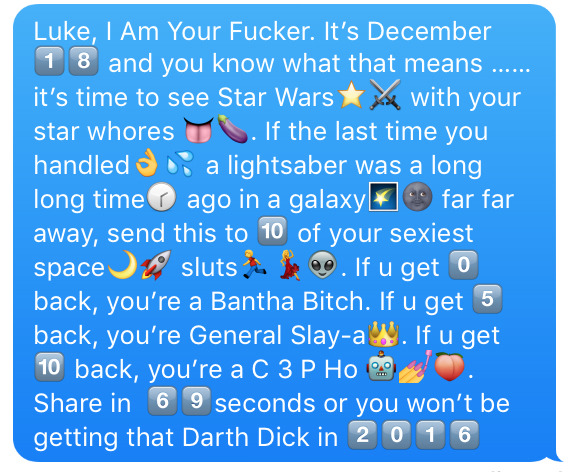 Luke, I Am Your Fucker. It’s December
1️⃣8️⃣ and you know what that means ......
it’s time to see Star Wars⭐⚔️ with your
star whores 👅🍆. If the last time you
handled👌💦 a lightsaber was a long
long time🕝 ago in a galaxy🌠🌚 far far
away, send this to 🔟 of your sexiest
space🌙🚀 sluts🏃💃👽. If u get 0️⃣
back, you’re a Bantha Bitch. If u get 5️⃣
back, you’re General Slay-a👑. If u get
🔟 back, you’re a C 3 P Ho 🤖💅🍑.
Share in 6️⃣9️⃣seconds or you won’t be
getting that Darth Dick in 2️⃣0️⃣1️⃣6️⃣